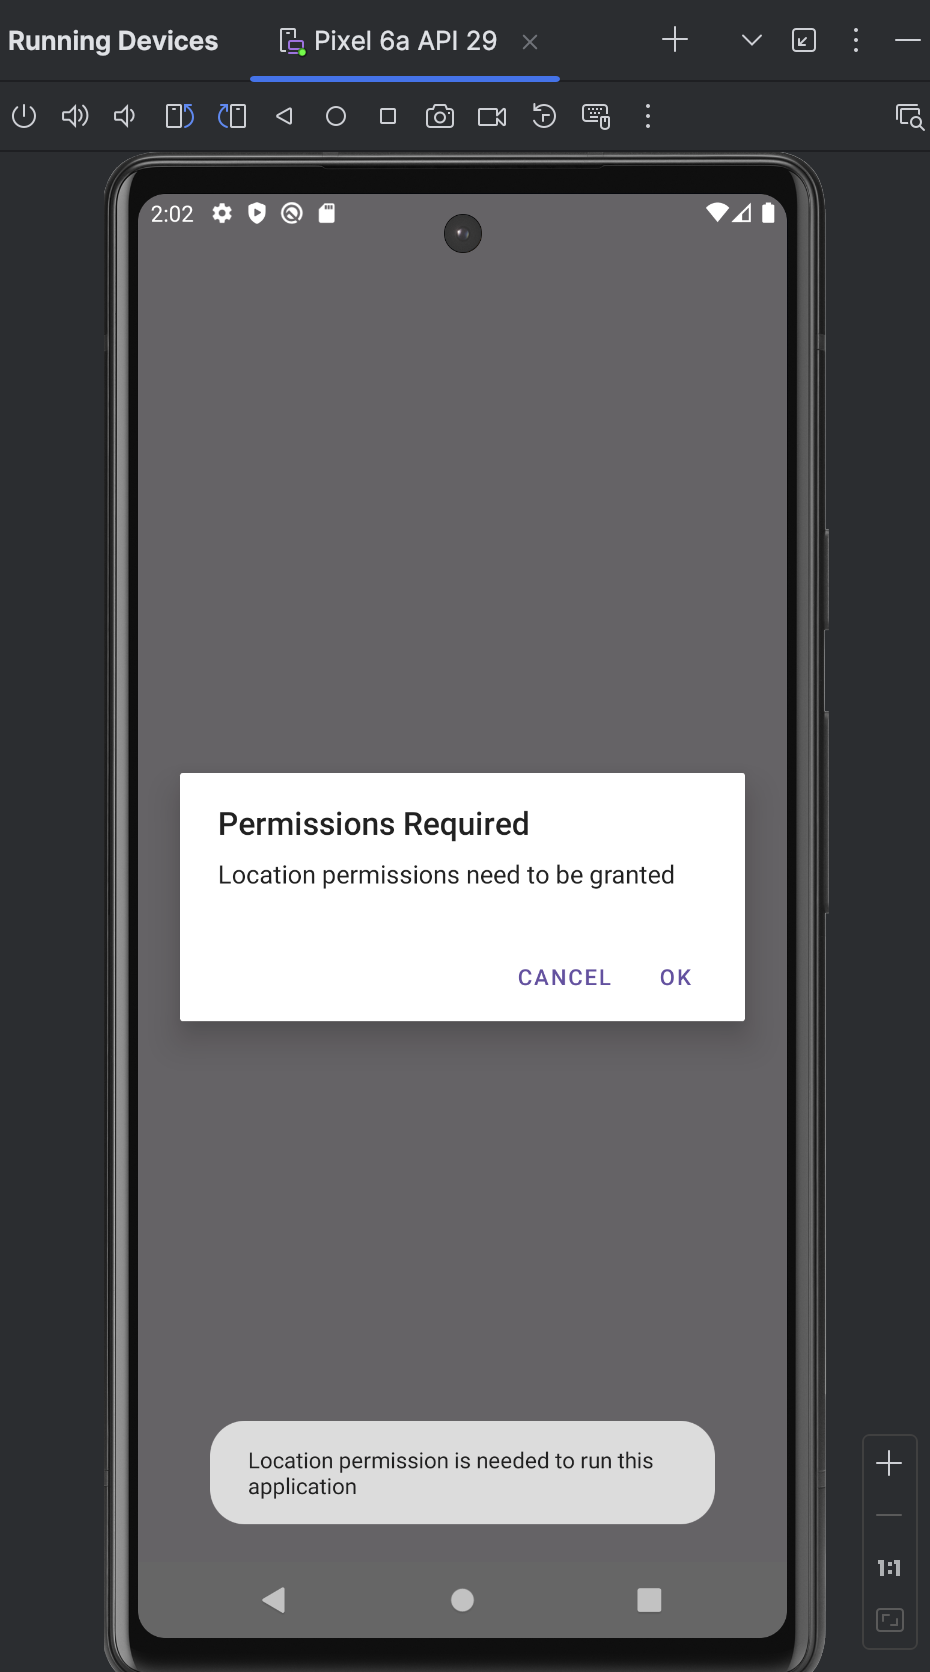 Running Devices
Pixel 6a API 29
2:02
Permissions Required
Location permissions need to be granted
CANCEL
OK
Location permission is needed to run this
application
1:1